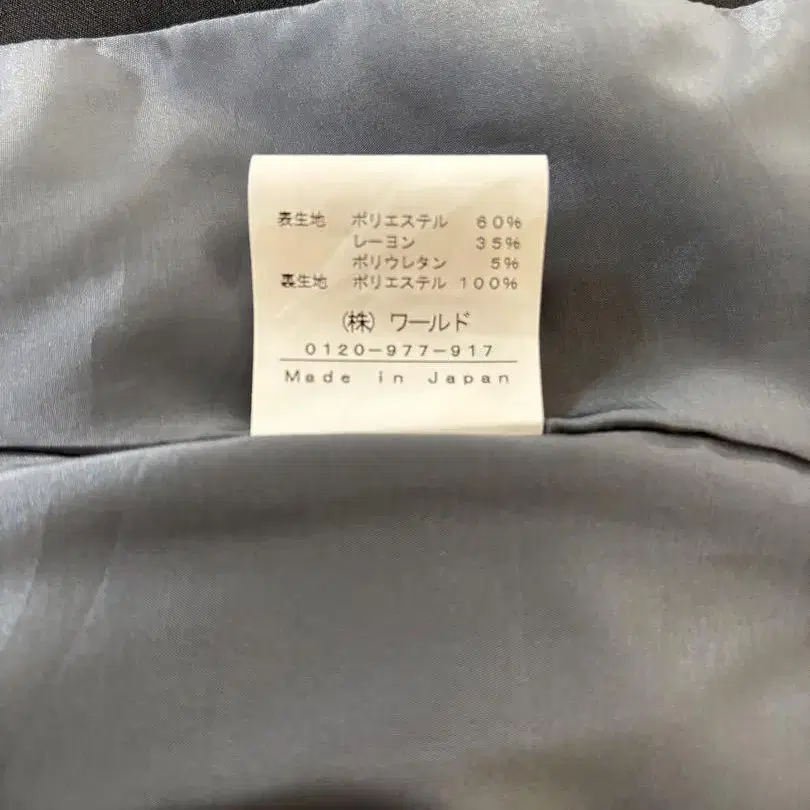 表生地 ポリエステル 60%
レーヨン 35%
ポリウレタン 5%
裏生地 ポリエステル 100%
(株) ワールド
0120-977-917
Made in Japan